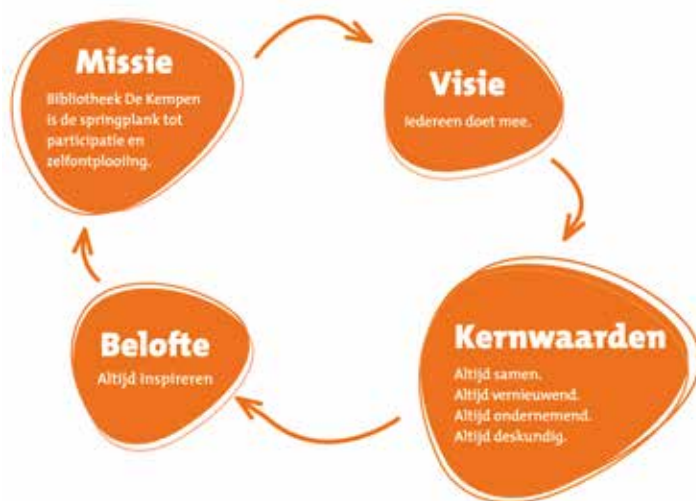 Missie
Bibliotheek De Kempen
is de springplank tot
participatie en
zelfontplooiing.
Visie
Iedereen doet mee.
Kernwaarden
Altijd samen.
Altijd vernieuwend.
Altijd ondernemend.
Altijd deskundig.
Belofte
Altijd inspireren